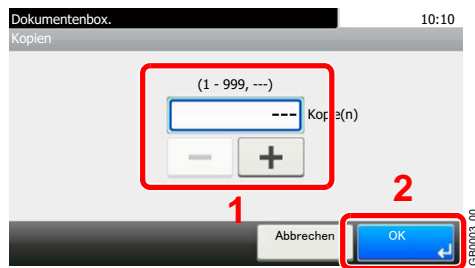 Dokumentenbox. 10:10
Kopien
(1 - 999, ---)
--- Kopie(n)
− +
1
2
Abbrechen OK
GB0003_00